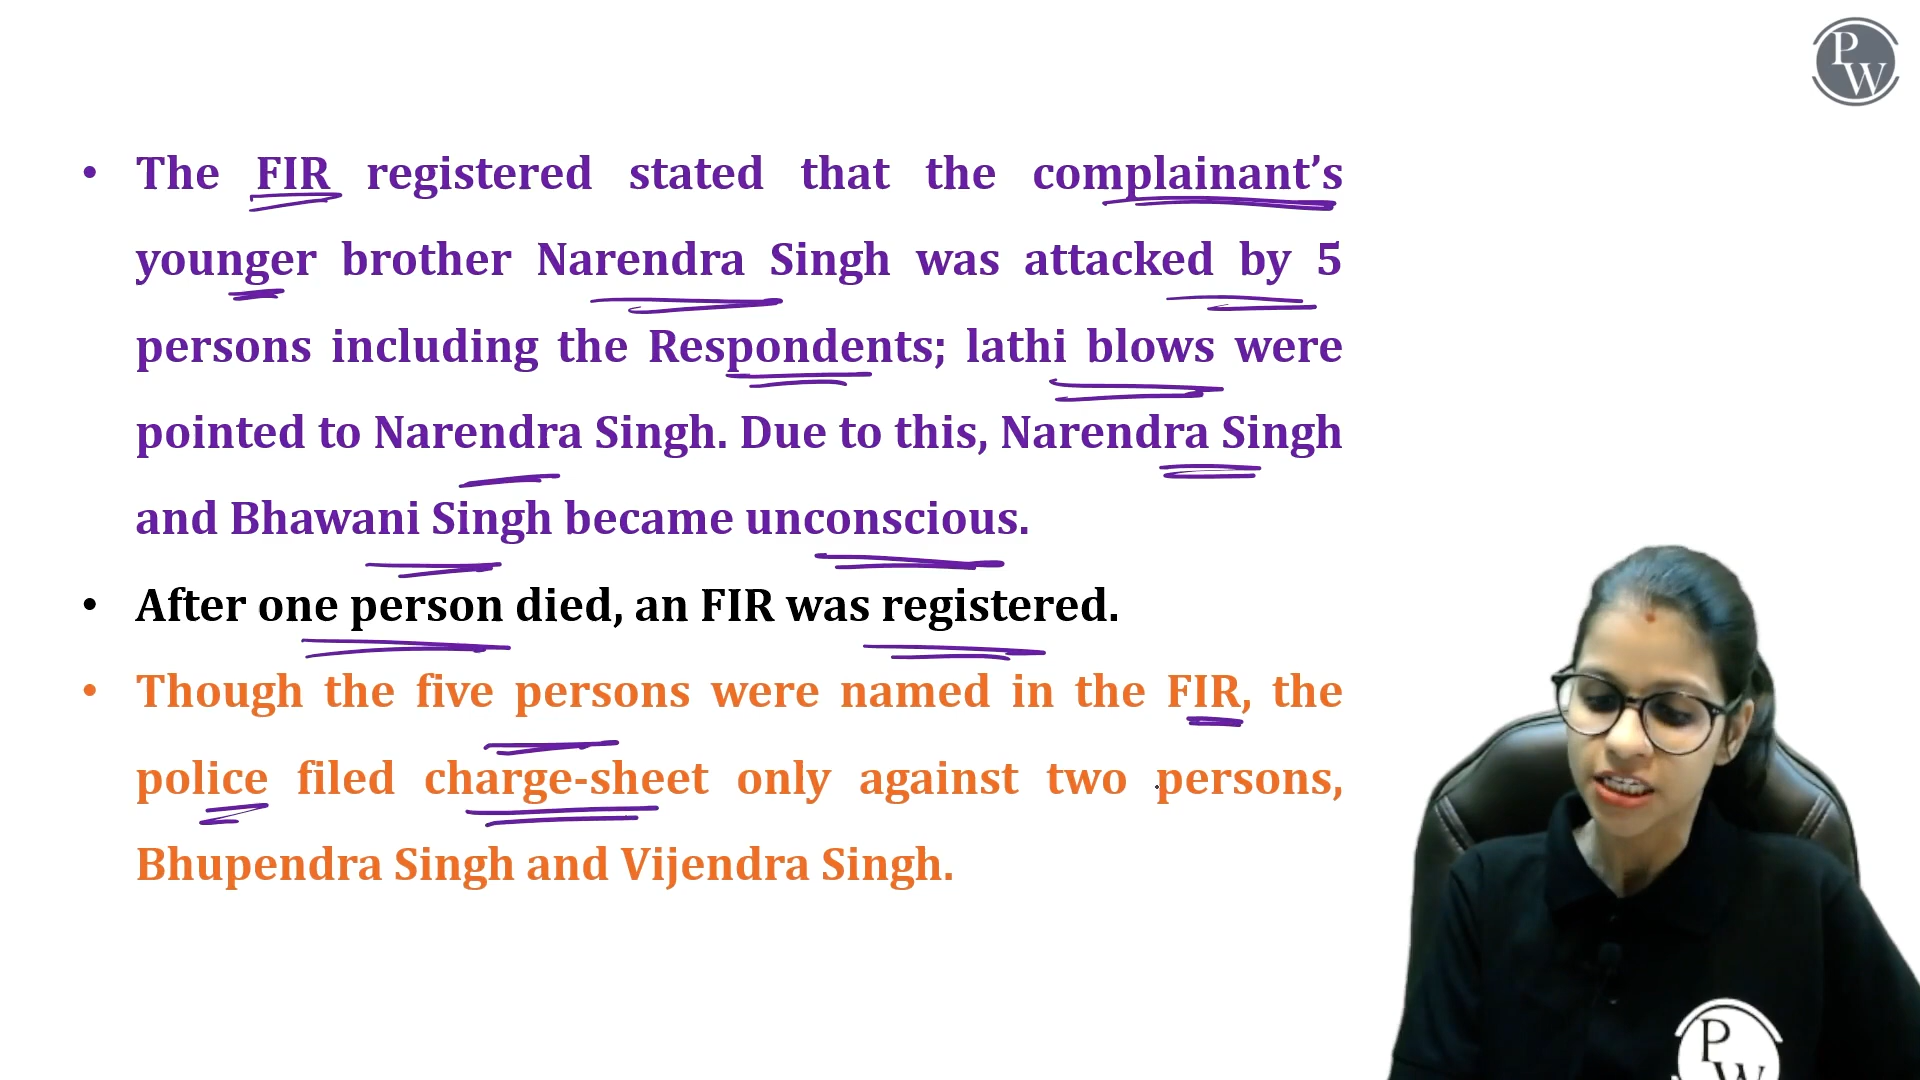 PW
• The FIR registered stated that the complainant’s
younger brother Narendra Singh was attacked by 5
persons including the Respondents; lathi blows were
pointed to Narendra Singh. Due to this, Narendra Singh
and Bhawani Singh became unconscious.
• After one person died, an FIR was registered.
• Though the five persons were named in the FIR, the
police filed charge-sheet only against two persons,
Bhupendra Singh and Vijendra Singh.
PW